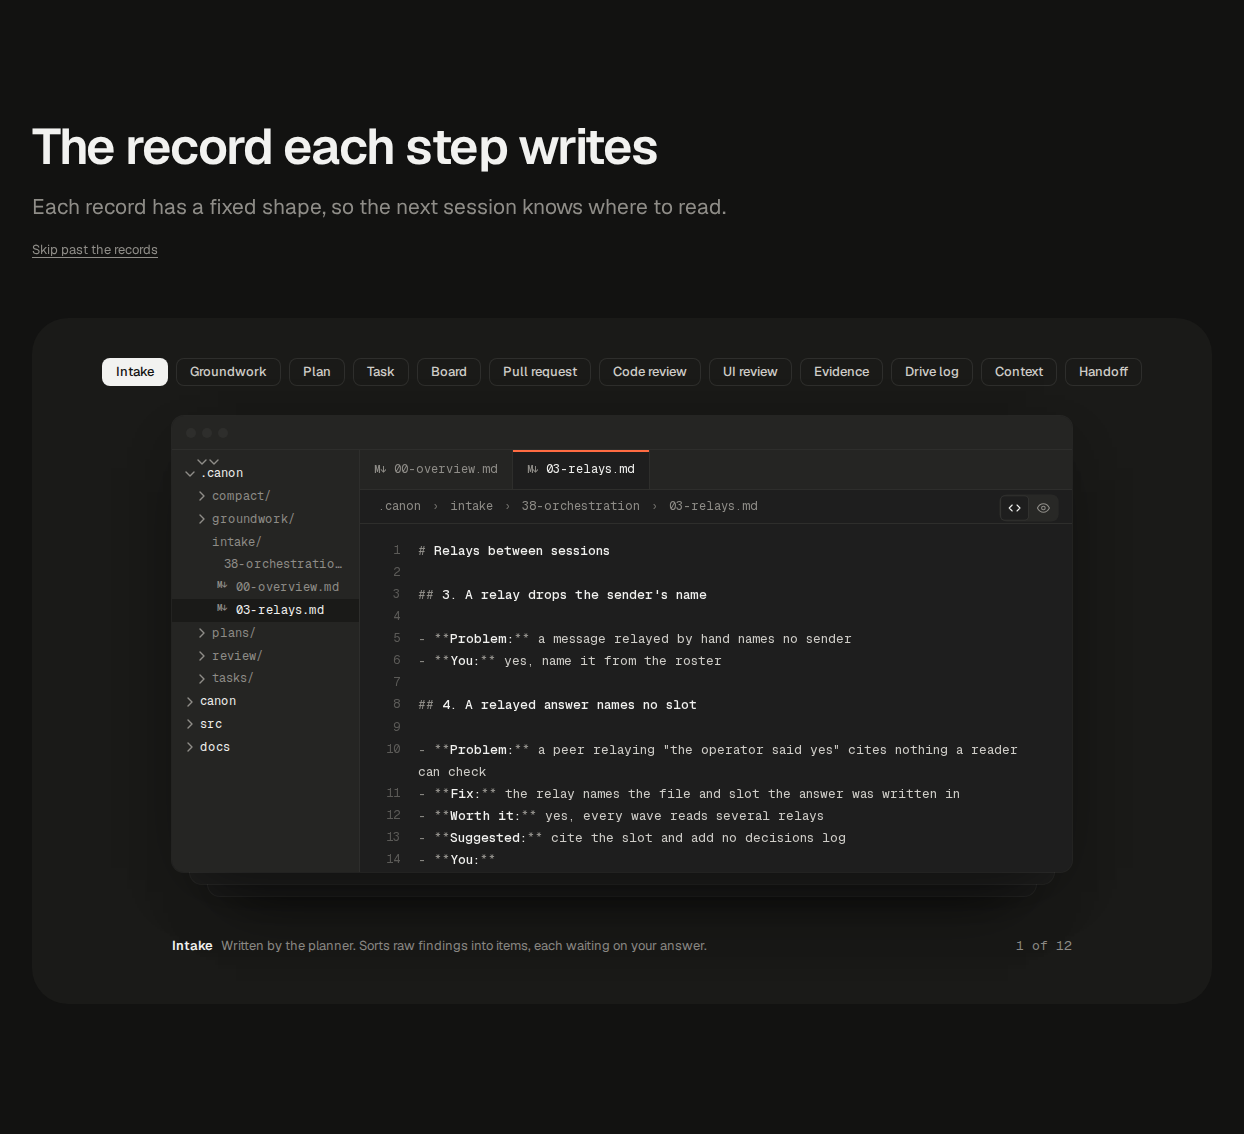 The record each step writes
Each record has a fixed shape, so the next session knows where to read.
Skip past the records
Intake
Groundwork
Plan
Task
Board
Pull request
Code review
UI review
Evidence
Drive log
Context
Handoff
.canon
compact/
groundwork/
intake/
38-orchestratio…
M↓ 00-overview.md
M↓ 03-relays.md
plans/
review/
tasks/
canon
src
docs
M↓ 00-overview.md
M↓ 03-relays.md
.canon › intake › 38-orchestration › 03-relays.md
1 # Relays between sessions
2
3 ## 3. A relay drops the sender's name
4
5 - **Problem:** a message relayed by hand names no sender
6 - **You:** yes, name it from the roster
7
8 ## 4. A relayed answer names no slot
9
10 - **Problem:** a peer relaying "the operator said yes" cites nothing a reader
can check
11 - **Fix:** the relay names the file and slot the answer was written in
12 - **Worth it:** yes, every wave reads several relays
13 - **Suggested:** cite the slot and add no decisions log
14 - **You:**
Intake Written by the planner. Sorts raw findings into items, each waiting on your answer.
1 of 12